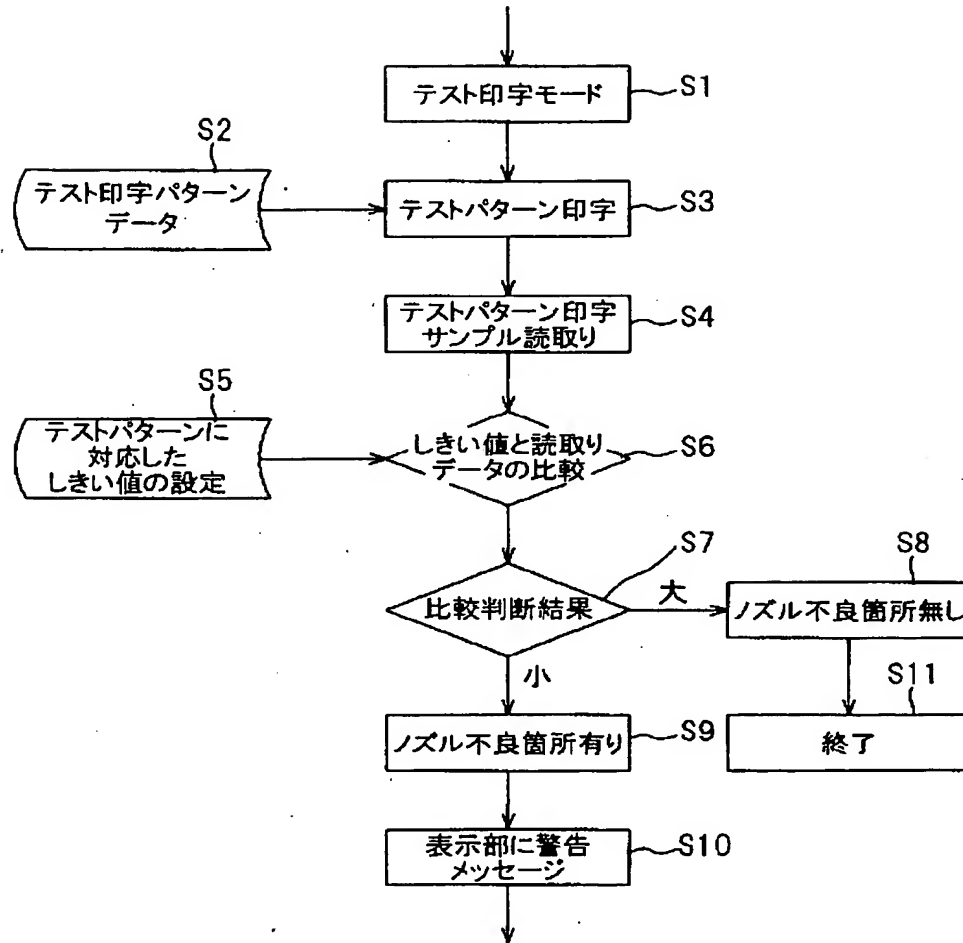 テスト印字モード
S1
S2
テスト印字パターン
データ
テストパターン印字
S3
テストパターン印字
サンプル読取り
S4
S5
テストパターンに
対応した
しきい値の設定
しきい値と読取り
データの比較
S6
S7
比較判断結果
大
S8
ノズル不良箇所無し
小
S11
終了
ノズル不良箇所有り
S9
表示部に警告
メッセージ
S10